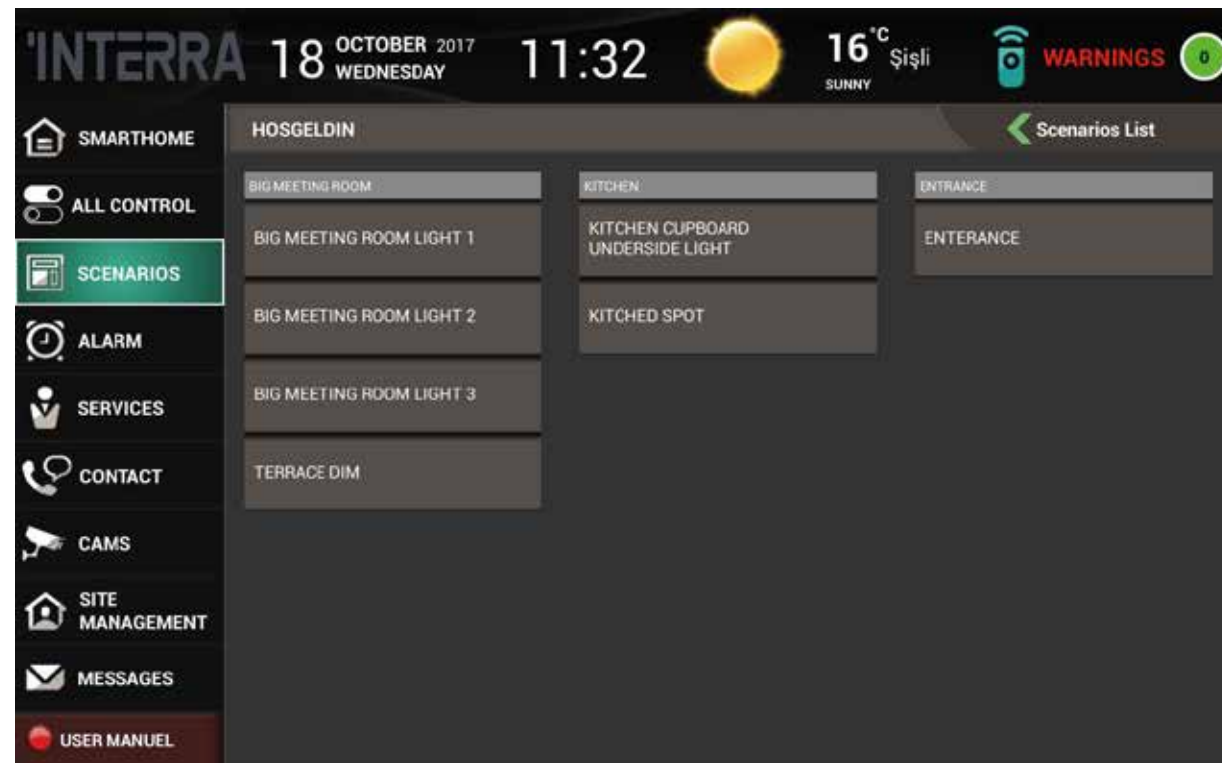 INTERRA
18 OCTOBER 2017
WEDNESDAY
11:32
16°C
Şişli
SUNNY
WARNINGS
0
SMARTHOME
ALL CONTROL
SCENARIOS
ALARM
SERVICES
CONTACT
CAMS
SITE
MANAGEMENT
MESSAGES
USER MANUEL
HOSGELDIN
Scenarios List
BIG MEETING ROOM
BIG MEETING ROOM LIGHT 1
BIG MEETING ROOM LIGHT 2
BIG MEETING ROOM LIGHT 3
TERRACE DIM
KITCHEN
KITCHEN CUPBOARD
UNDERSIDE LIGHT
KITCHED SPOT
ENTRANCE
ENTERANCE